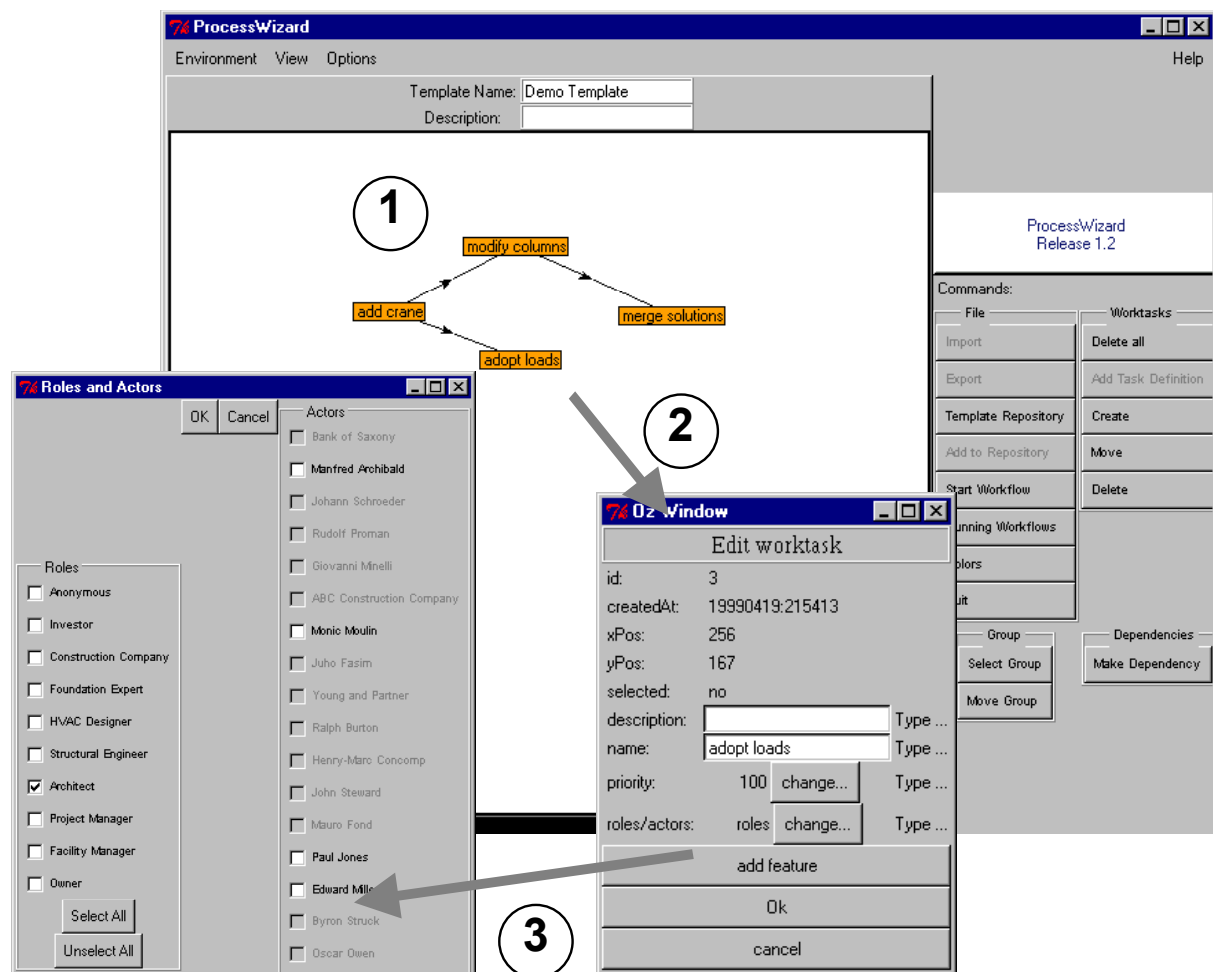 ProcessWizard
Environment View Options Help
Template Name: Demo Template
Description:
1
modify columns
add crane
merge solutions
adopt loads
2
ProcessWizard
Release 1.2
Commands:
File
Import
Export
Template Repository
Add to Repository
Start Workflow
unning Workflows
olors
uit
Worktasks
Delete all
Add Task Definition
Create
Move
Delete
Group
Select Group
Move Group
Dependencies
Make Dependency
Roles and Actors
OK Cancel
Roles
Anonymous
Investor
Construction Company
Foundation Expert
HVAC Designer
Structural Engineer
Architect
Project Manager
Facility Manager
Owner
Select All
Unselect All
Actors
Bank of Saxony
Manfred Archibald
Johann Schroeder
Rudolf Proman
Giovanni Minelli
ABC Construction Company
Monic Moulin
Juho Fasim
Young and Partner
Ralph Burton
Henry-Marc Concomp
John Steward
Mauro Fond
Paul Jones
Edward Mille
Byron Struck
Oscar Owen
Oz Window
Edit worktask
id: 3
createdAt: 19990419:215413
xPos: 256
yPos: 167
selected: no
description: Type ...
name: adopt loads Type ...
priority: 100 change... Type ...
roles/actors: roles change... Type ...
add feature
Ok
cancel
3